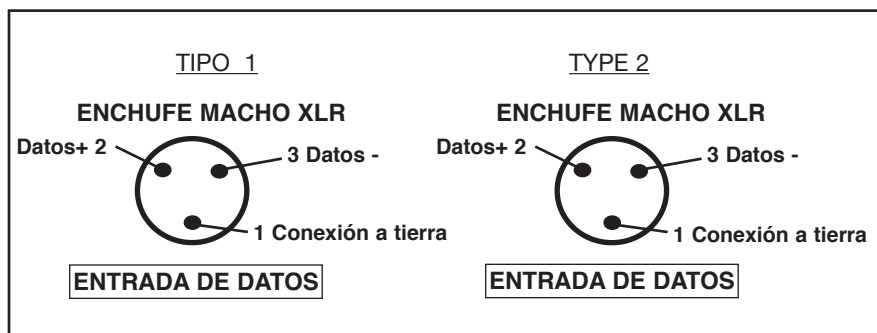 TIPO 1
ENCHUFE MACHO XLR
Datos+ 2
3 Datos -
1 Conexión a tierra
ENTRADA DE DATOS
TYPE 2
ENCHUFE MACHO XLR
Datos+ 2
3 Datos -
1 Conexión a tierra
ENTRADA DE DATOS